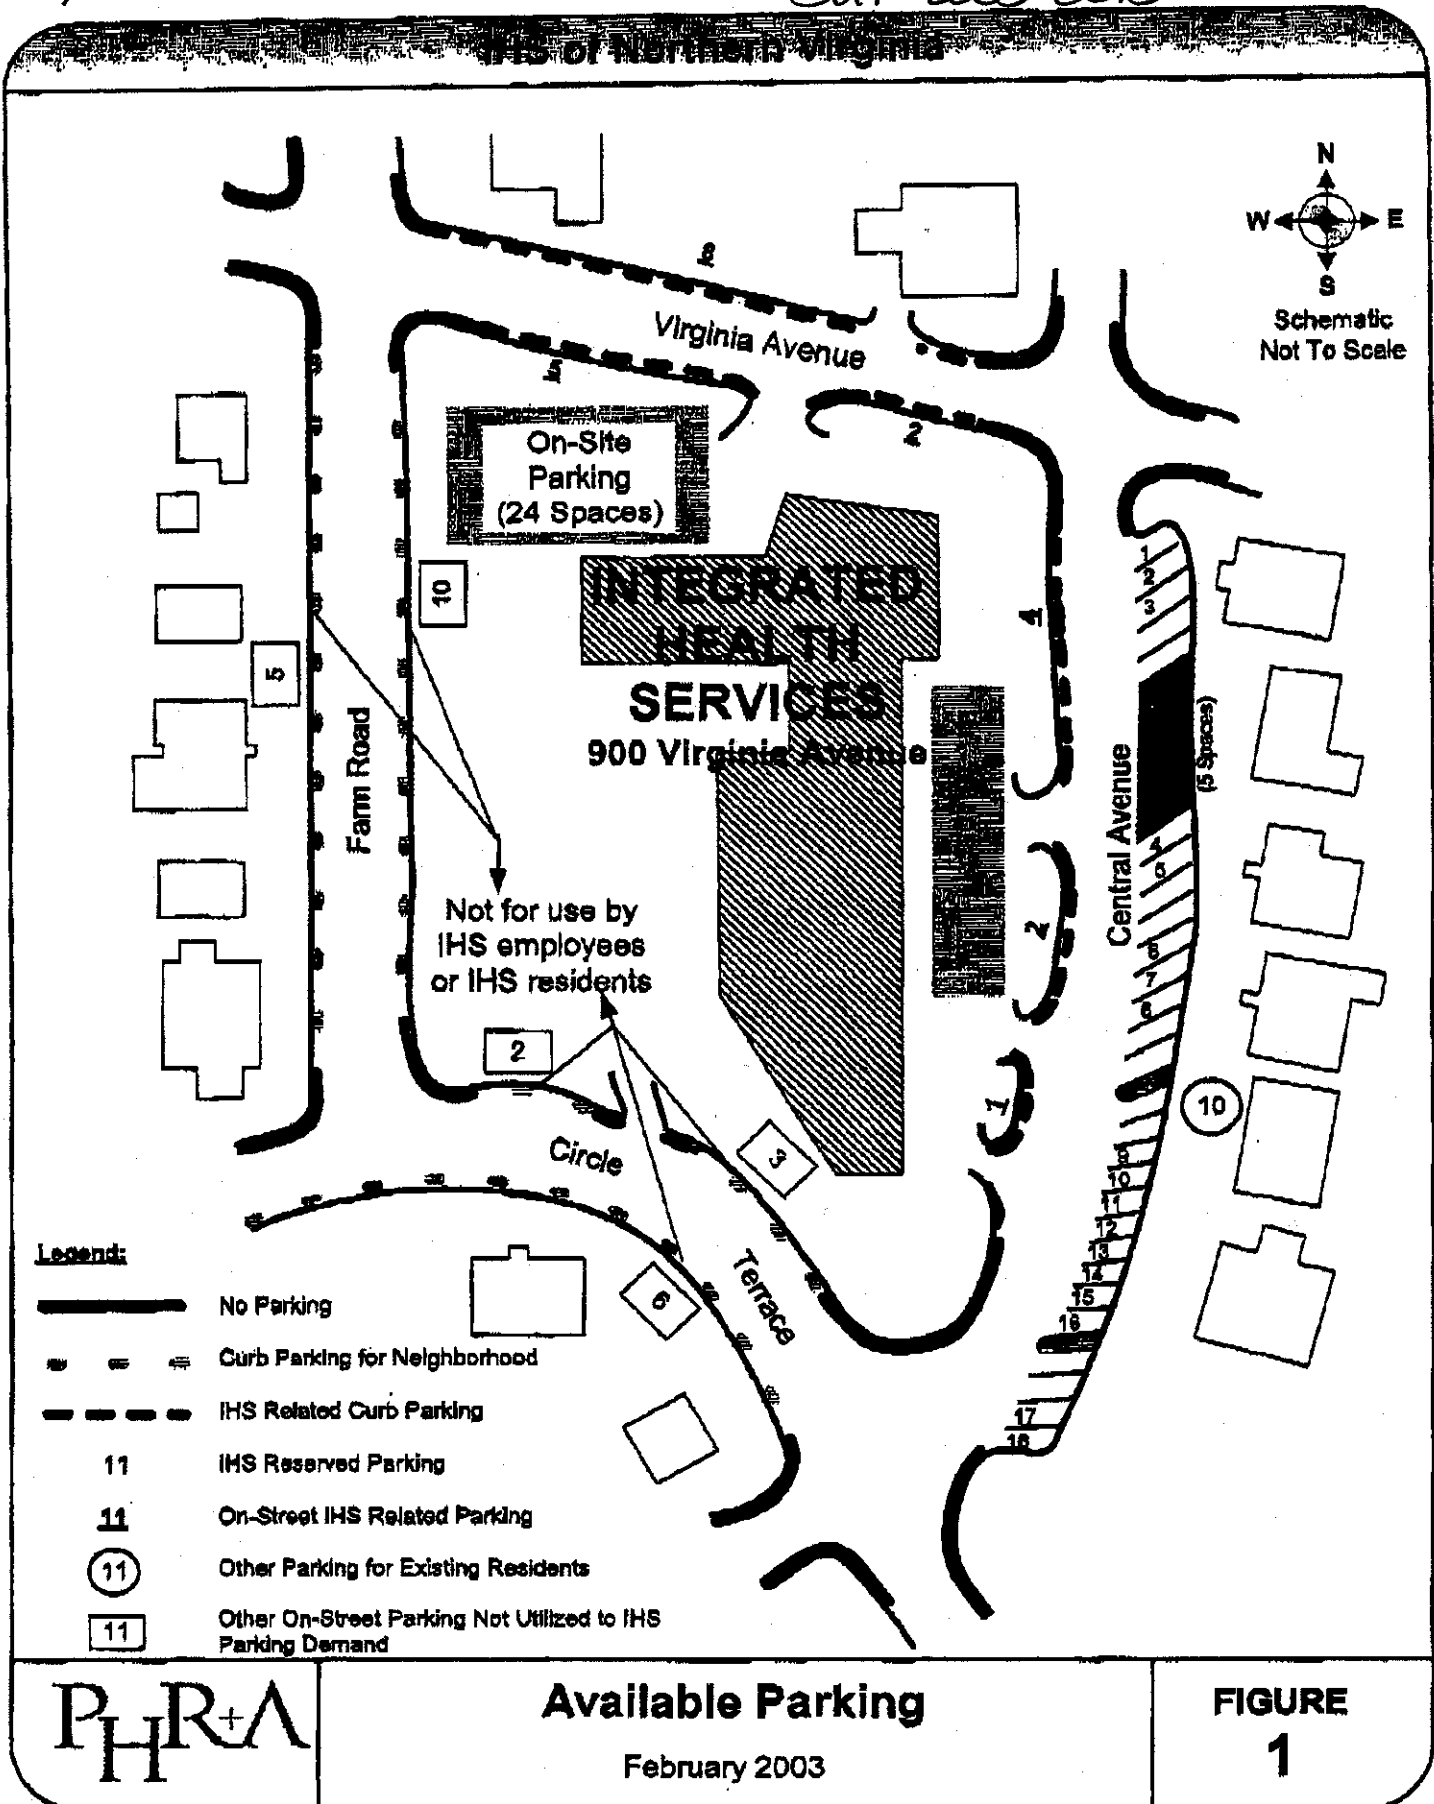 IHS of Northern Virginia
N
W
E
S
Schematic
Not To Scale
Virginia Avenue
2
On-Site
Parking
(24 Spaces)
10
5
INTEGRATED
HEALTH
SERVICES
900 Virginia Avenue
4
1
2
3
(5 Spaces)
Farm Road
Central Avenue
4
Not for use by
IHS employees
or IHS residents
2
7
2
1
10
3
Circle
Terrace
6
10
11
12
13
14
15
16
17
18
Legend:
No Parking
Curb Parking for Neighborhood
IHS Related Curb Parking
11 IHS Reserved Parking
11 On-Street IHS Related Parking
11 Other Parking for Existing Residents
11 Other On-Street Parking Not Utilized to IHS
Parking Demand
PHR+A
Available Parking
February 2003
FIGURE
1